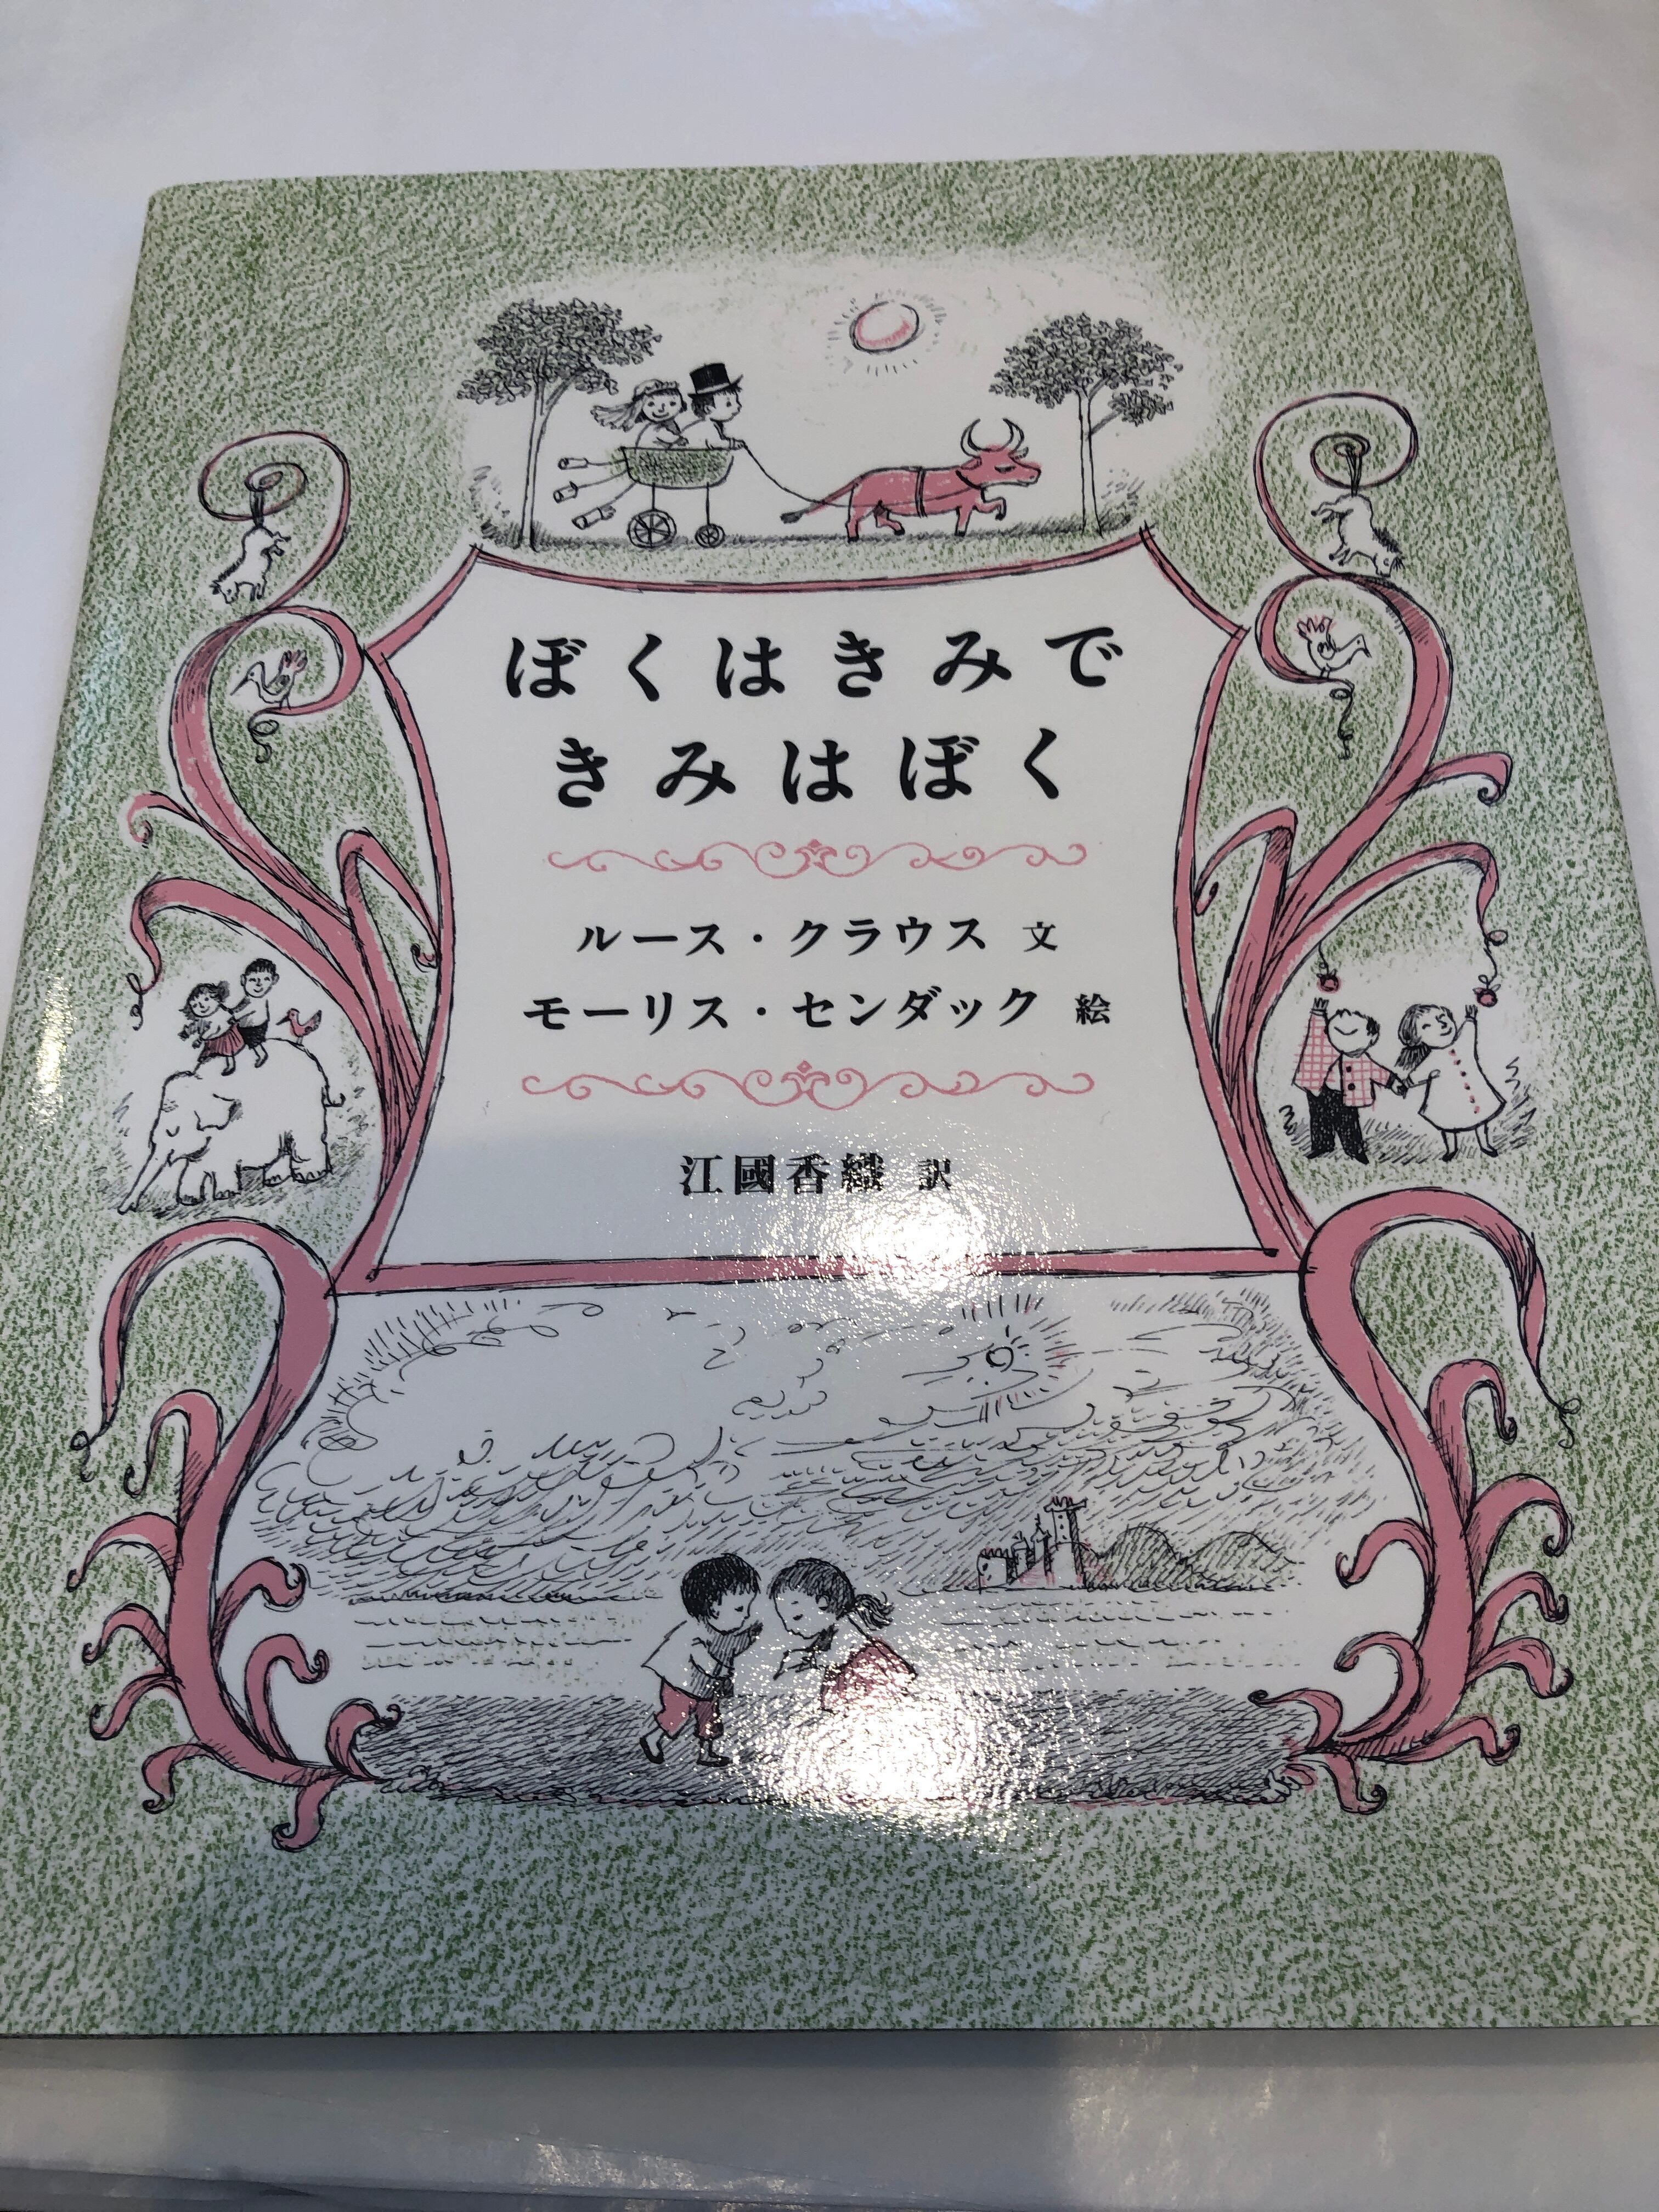 ぼくはきみで
きみはぼく
ルース・クラウス 文
モーリス・センダック 絵
江國香織 訳